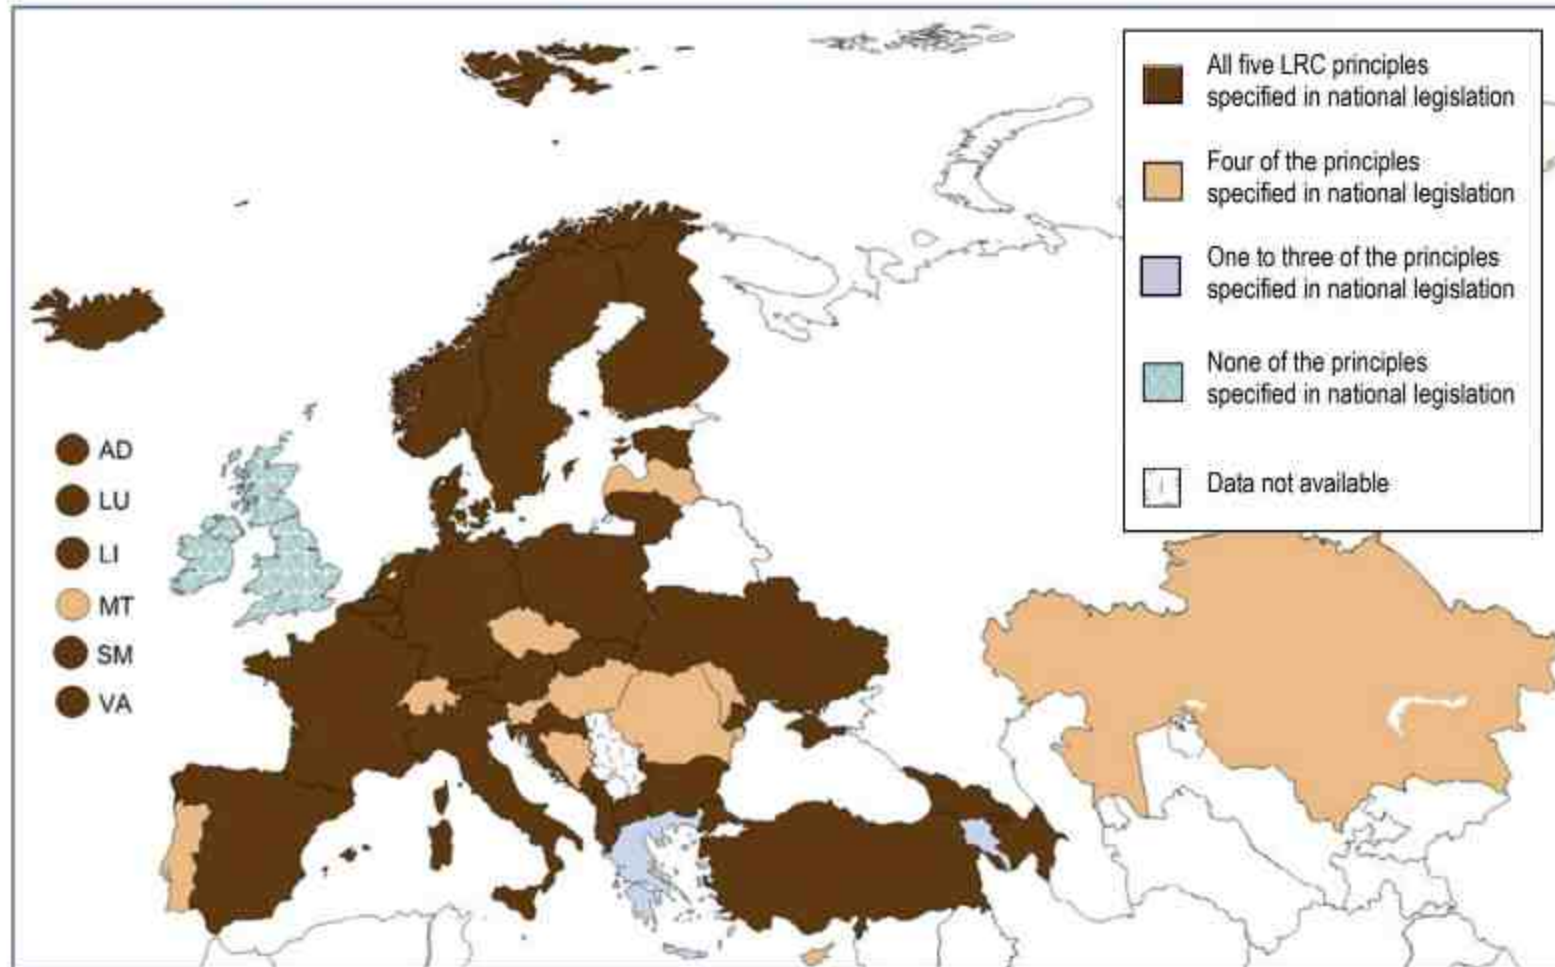 All five LRC principles
specified in national legislation
Four of the principles
specified in national legislation
One to three of the principles
specified in national legislation
None of the principles
specified in national legislation
Data not available
AD
LU
LI
MT
SM
VA